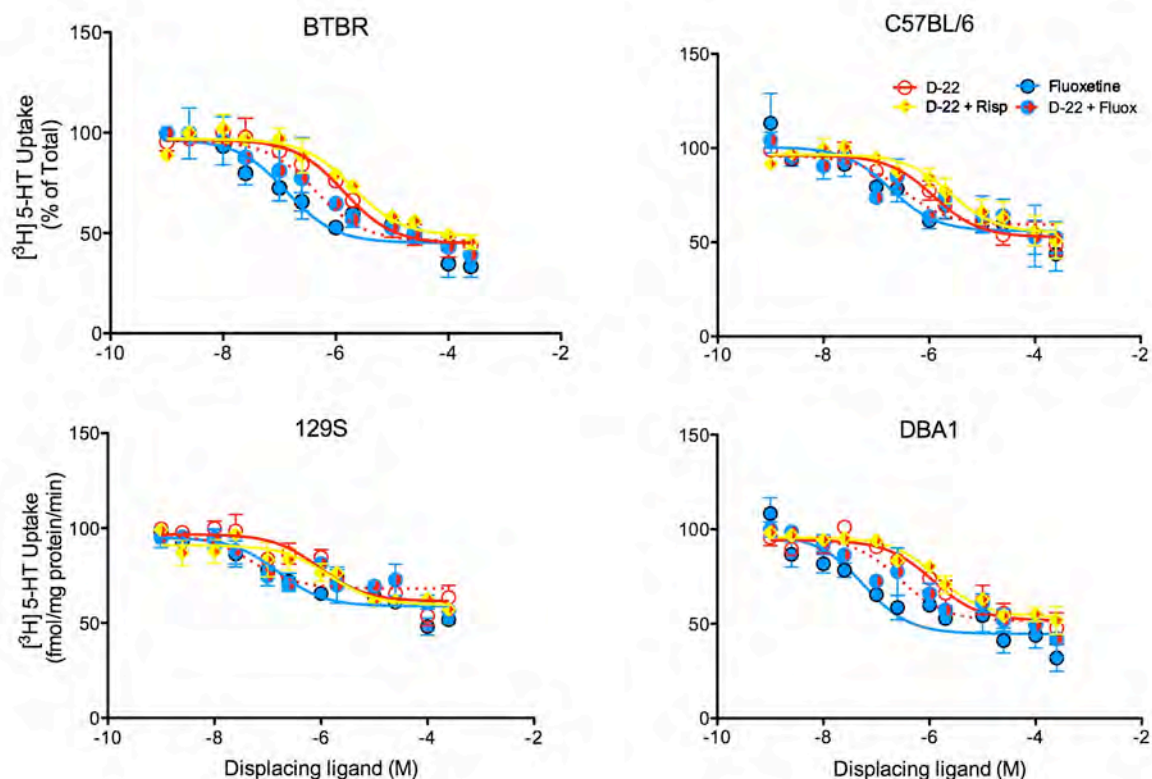 BTBR
[³H] 5-HT Uptake
(% of Total)
150
100
50
0
-10
-8
-6
-4
-2
C57BL/6
D-22
Fluoxetine
D-22 + Risp
D-22 + Fluox
150
100
50
0
-10
-8
-6
-4
-2
129S
[³H] 5-HT Uptake
(fmol/mg protein/min)
150
100
50
0
-10
-8
-6
-4
-2
Displacing ligand (M)
DBA1
150
100
50
0
-10
-8
-6
-4
-2
Displacing ligand (M)